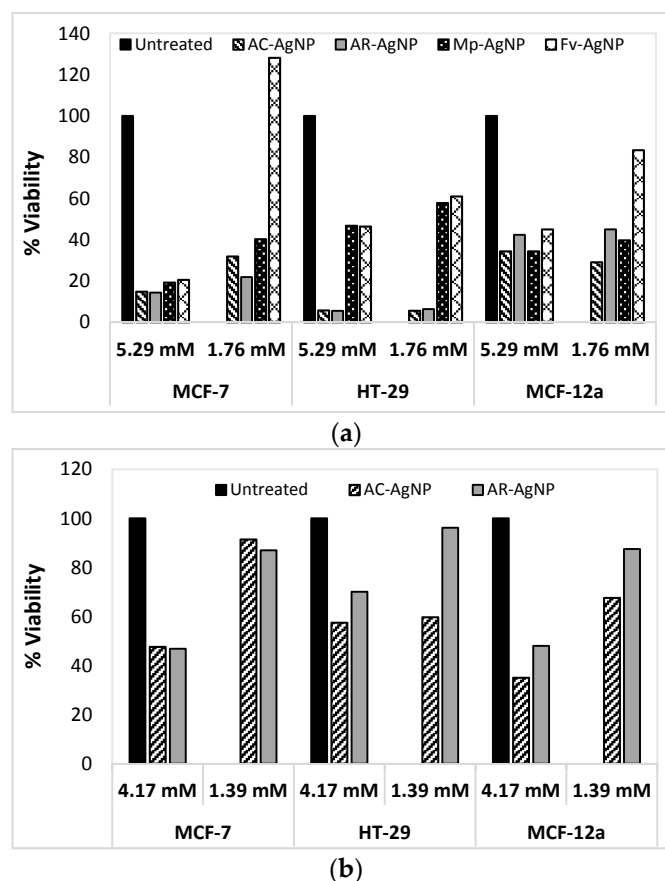 140
Untreated AC-AgNP AR-AgNP Mp-AgNP Fv-AgNP
120
100
80
60
40
20
0
% Viability
5.29 mM 1.76 mM 5.29 mM 1.76 mM 5.29 mM 1.76 mM
MCF-7 HT-29 MCF-12a
(a)
120
Untreated AC-AgNP AR-AgNP
100
80
60
40
20
0
% Viability
4.17 mM 1.39 mM 4.17 mM 1.39 mM 4.17 mM 1.39 mM
MCF-7 HT-29 MCF-12a
(b)